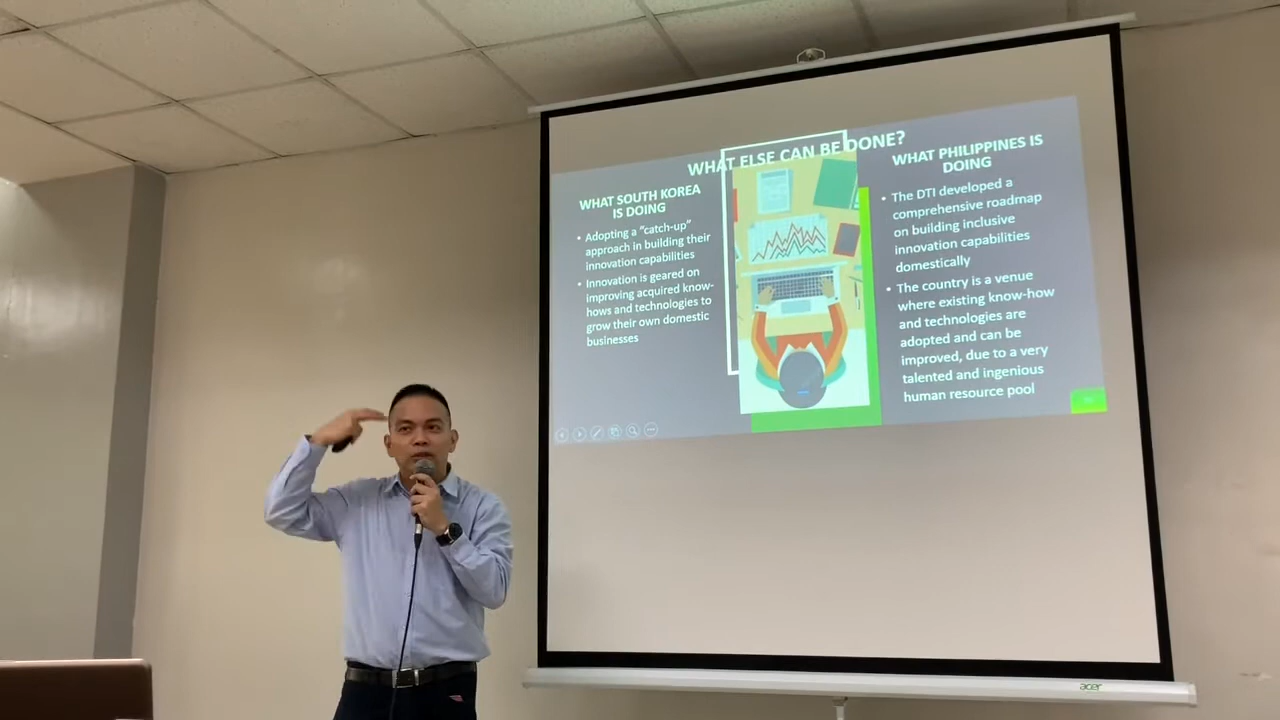 WHAT ELSE CAN BE DONE?
WHAT SOUTH KOREA
IS DOING
• Adopting a "catch-up"
approach in building their
innovation capabilities
• Innovation is geared on
improving acquired know-
hows and technologies to
grow their own domestic
businesses
WHAT PHILIPPINES IS
DOING
• The DTI developed a
comprehensive roadmap
on building inclusive
innovation capabilities
domestically
• The country is a venue
where existing know-how
and technologies are
adopted and can be
improved, due to a very
talented and ingenious
human resource pool
acer